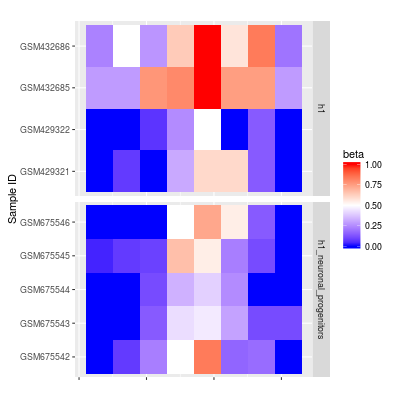 GSM432686
GSM432685
GSM429322
GSM429321
h1
GSM675546
GSM675545
GSM675544
GSM675543
GSM675542
h1_neuronal_progenitors
Sample ID
beta
1.00
0.75
0.50
0.25
0.00